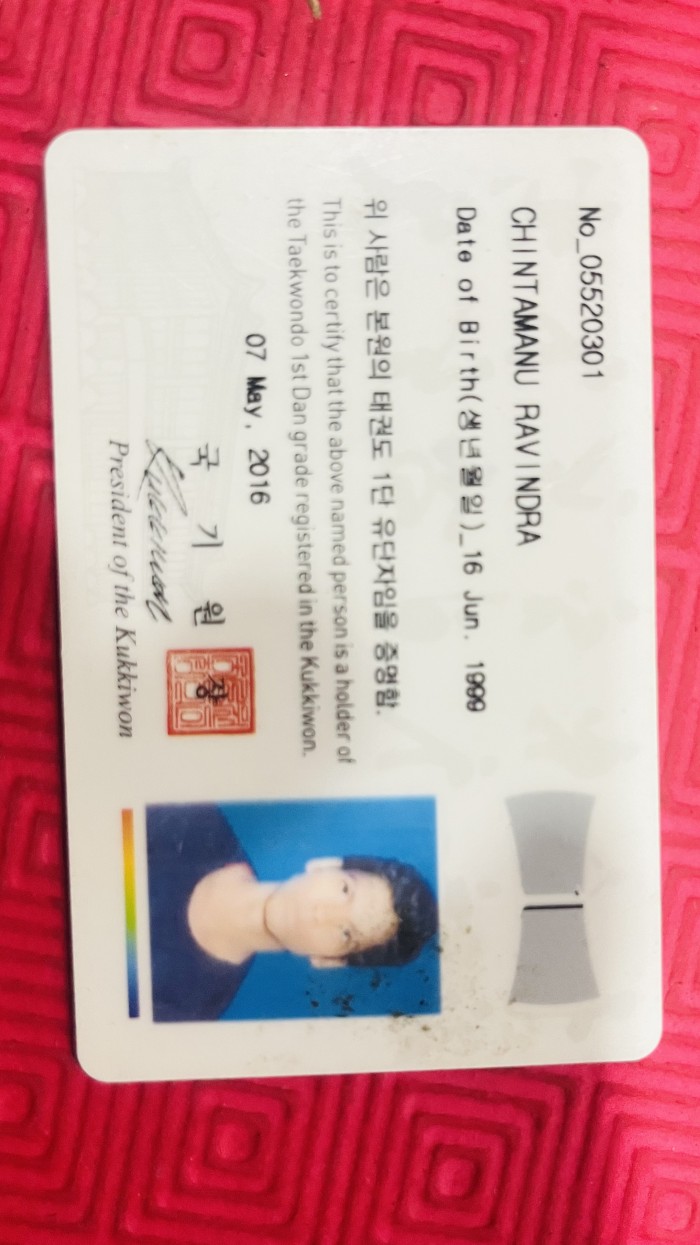 No_05520301
CHINTAMANU RAVINDRA
Date of Birth(생년월일)_16 Jun. 1999
위 사람은 본원의 태권도 1단 유단자임을 증명함.
This is to certify that the above named person is a holder of
the Taekwondo 1st Dan grade registered in the Kukkiwon.
07 May, 2016
국 기 원 장
Kukkiwon
President of the Kukkiwon
1